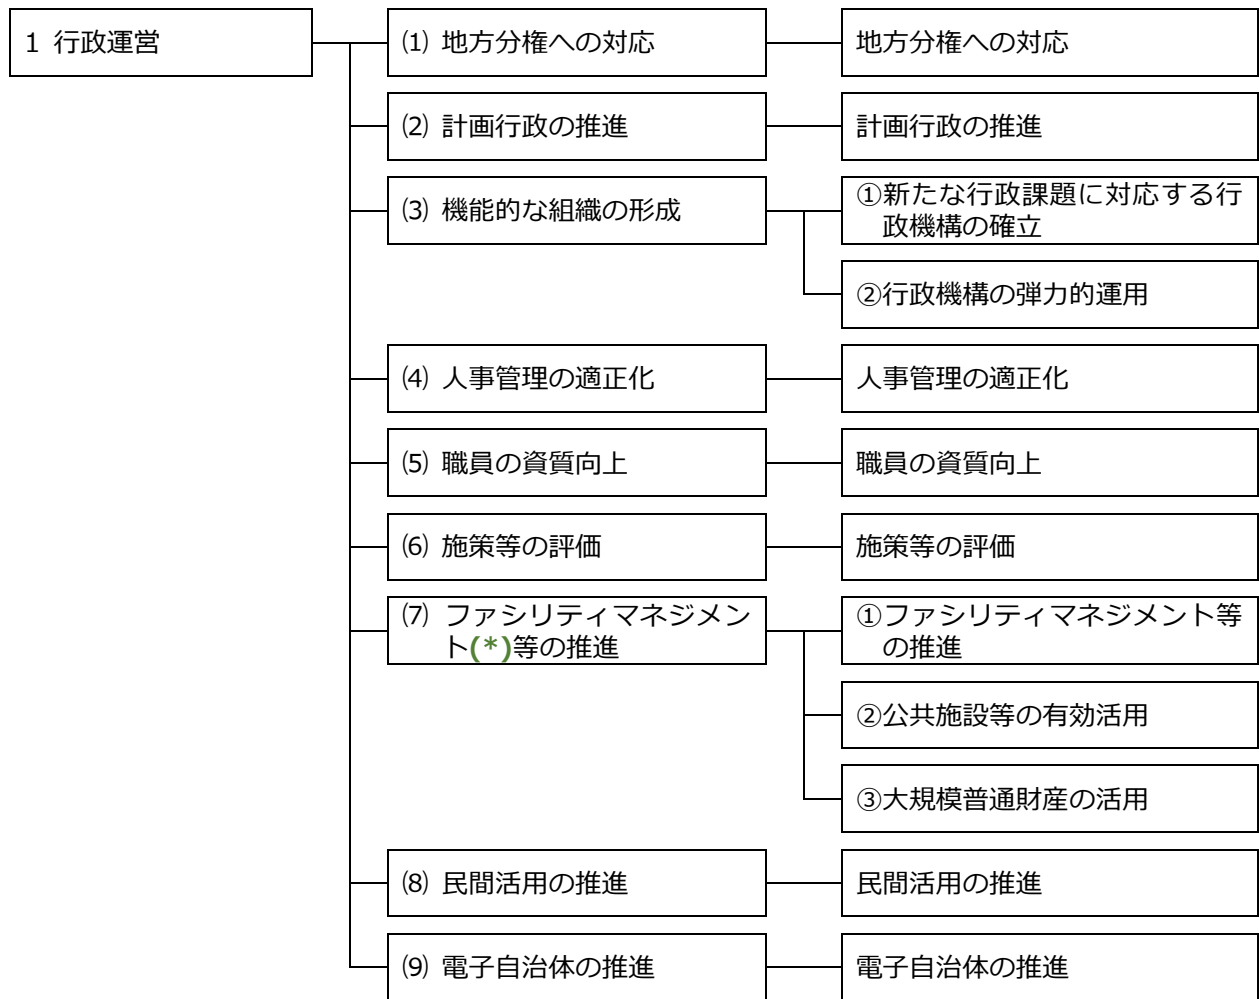 1 行政運営
⑴ 地方分権への対応
地方分権への対応
⑵ 計画行政の推進
計画行政の推進
⑶ 機能的な組織の形成
①新たな行政課題に対応する行
政機構の確立
②行政機構の弾力的運用
⑷ 人事管理の適正化
人事管理の適正化
⑸ 職員の資質向上
職員の資質向上
⑹ 施策等の評価
施策等の評価
⑺ ファシリティマネジメン
ト(*)等の推進
①ファシリティマネジメント等
の推進
②公共施設等の有効活用
③大規模普通財産の活用
⑻ 民間活用の推進
民間活用の推進
⑼ 電子自治体の推進
電子自治体の推進